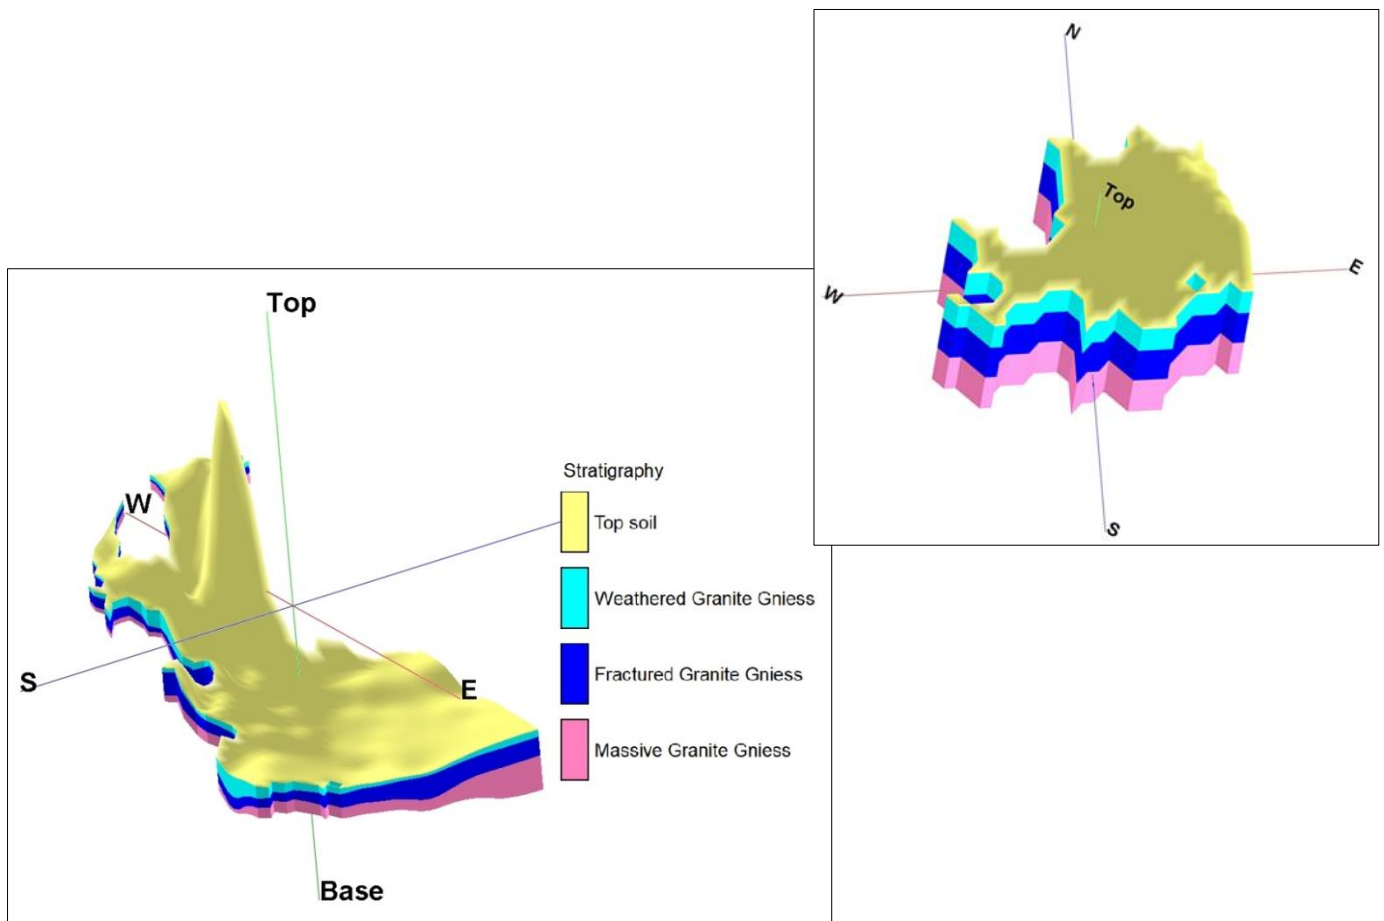 N
Top
E
W
S
Top
W
S
E
Base
Stratigraphy
Top soil
Weathered Granite Gniess
Fractured Granite Gniess
Massive Granite Gniess